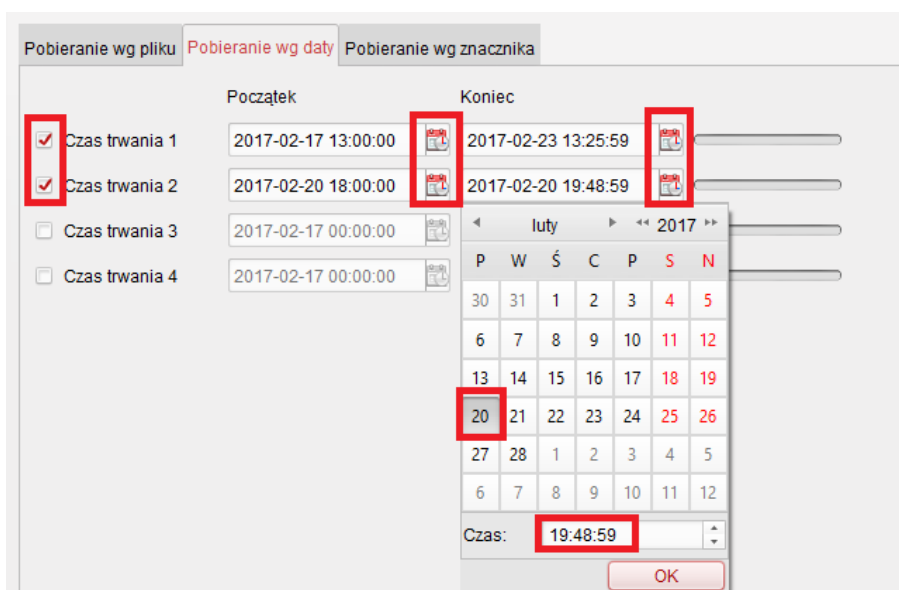 Pobieranie wg pliku Pobieranie wg daty Pobieranie wg znacznika
Początek Koniec
Czas trwania 1 2017-02-17 13:00:00 2017-02-23 13:25:59
Czas trwania 2 2017-02-20 18:00:00 2017-02-20 19:48:59
Czas trwania 3 2017-02-17 00:00:00
Czas trwania 4 2017-02-17 00:00:00
luty 2017
P W Ś C P S N
30 31 1 2 3 4 5
6 7 8 9 10 11 12
13 14 15 16 17 18 19
20 21 22 23 24 25 26
27 28 1 2 3 4 5
6 7 8 9 10 11 12
Czas: 19:48:59
OK